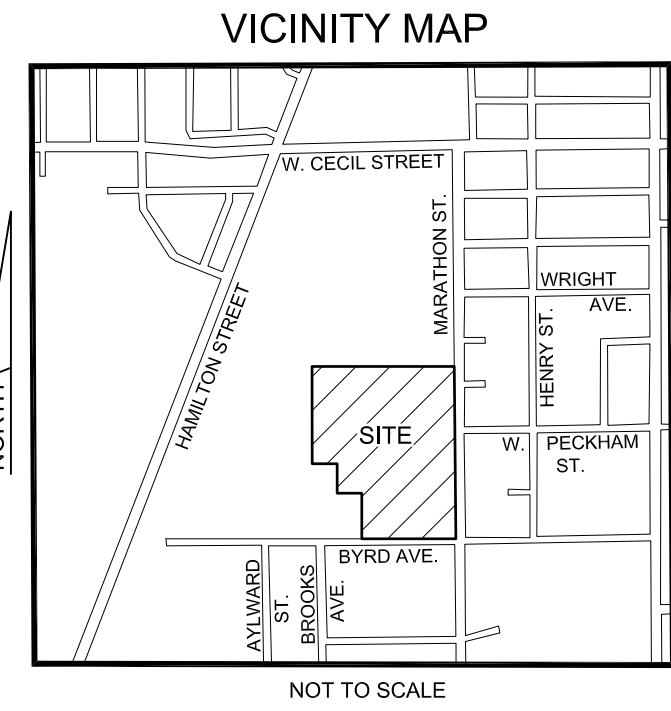 VICINITY MAP
W. CECIL STREET
MARATHON ST.
HAMILTON STREET
WRIGHT
AVE.
HENRY ST.
SITE
W. PECKHAM
ST.
BYRD AVE.
AYLWARD
ST.
BROOKS
AVE.
NOT TO SCALE